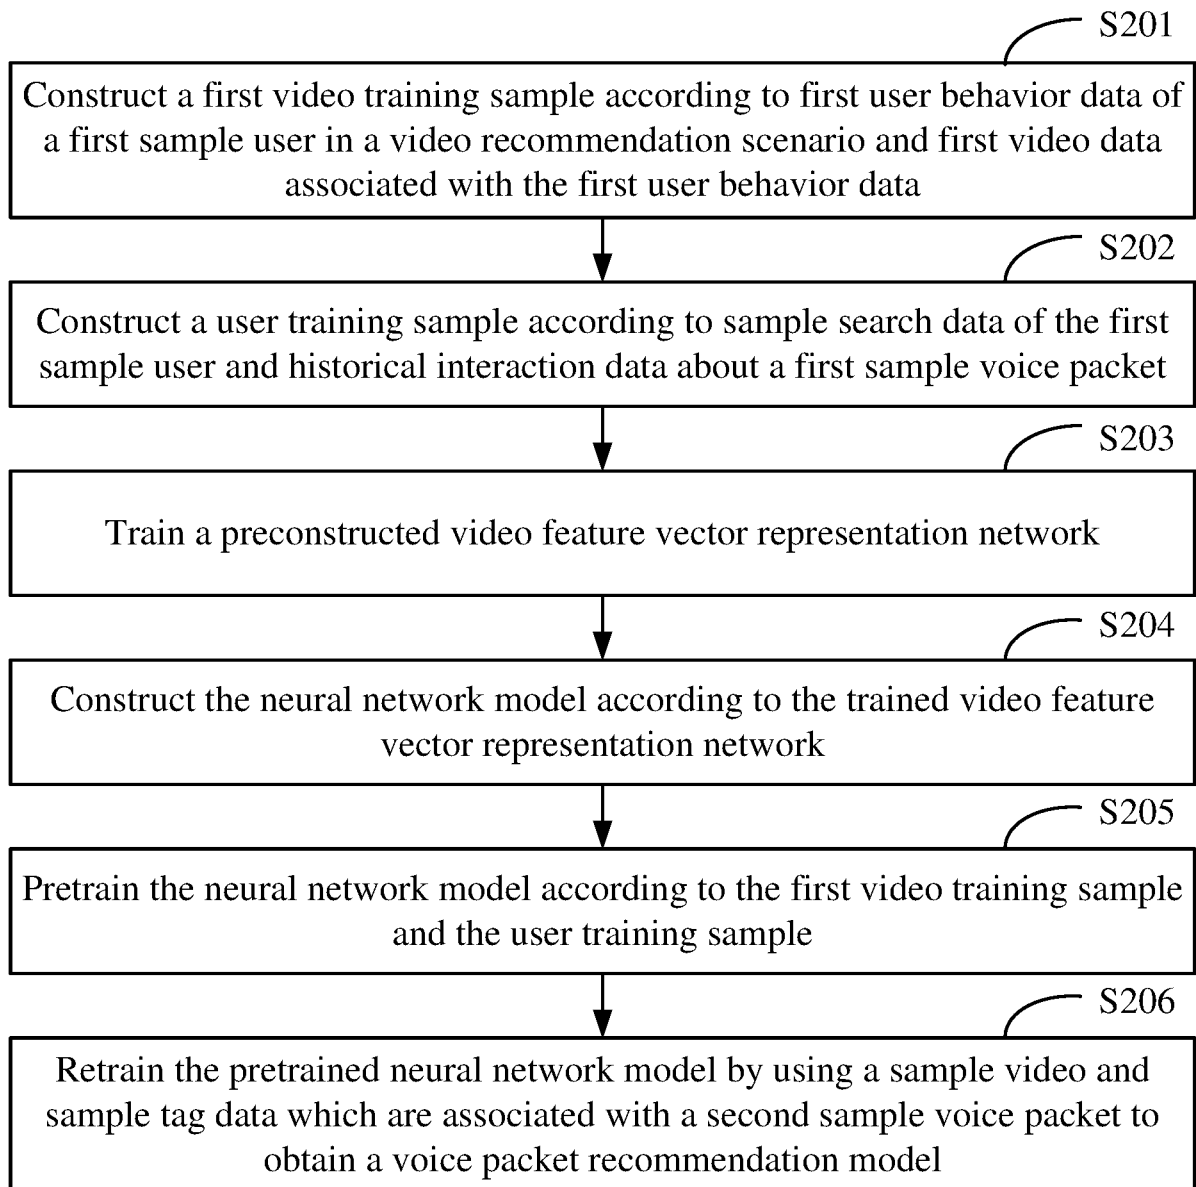 S201
Construct a first video training sample according to first user behavior data of
a first sample user in a video recommendation scenario and first video data
associated with the first user behavior data
S202
Construct a user training sample according to sample search data of the first
sample user and historical interaction data about a first sample voice packet
S203
Train a preconstructed video feature vector representation network
S204
Construct the neural network model according to the trained video feature
vector representation network
S205
Pretrain the neural network model according to the first video training sample
and the user training sample
S206
Retrain the pretrained neural network model by using a sample video and
sample tag data which are associated with a second sample voice packet to
obtain a voice packet recommendation model